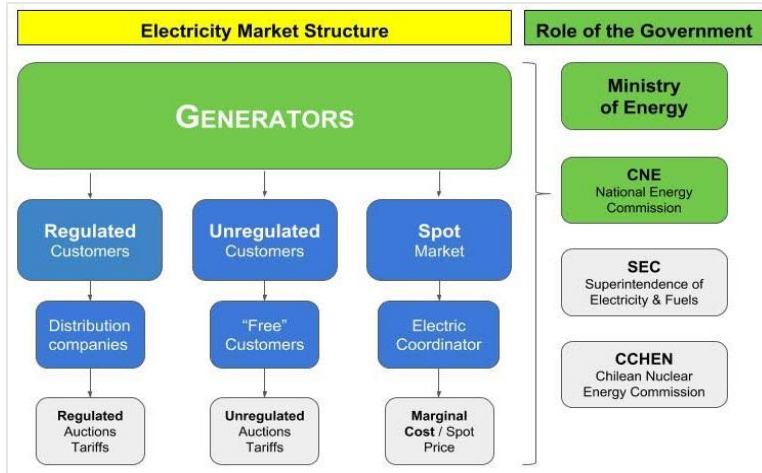 Electricity Market Structure
Role of the Government
GENERATORS
Regulated
Customers
Unregulated
Customers
Spot
Market
Distribution
companies
“Free”
Customers
Electric
Coordinator
Regulated
Auctions
Tariffs
Unregulated
Auctions
Tariffs
Marginal
Cost / Spot
Price
Ministry
of Energy
CNE
National Energy
Commission
SEC
Superintendence of
Electricity & Fuels
CCHEN
Chilean Nuclear
Energy Commission